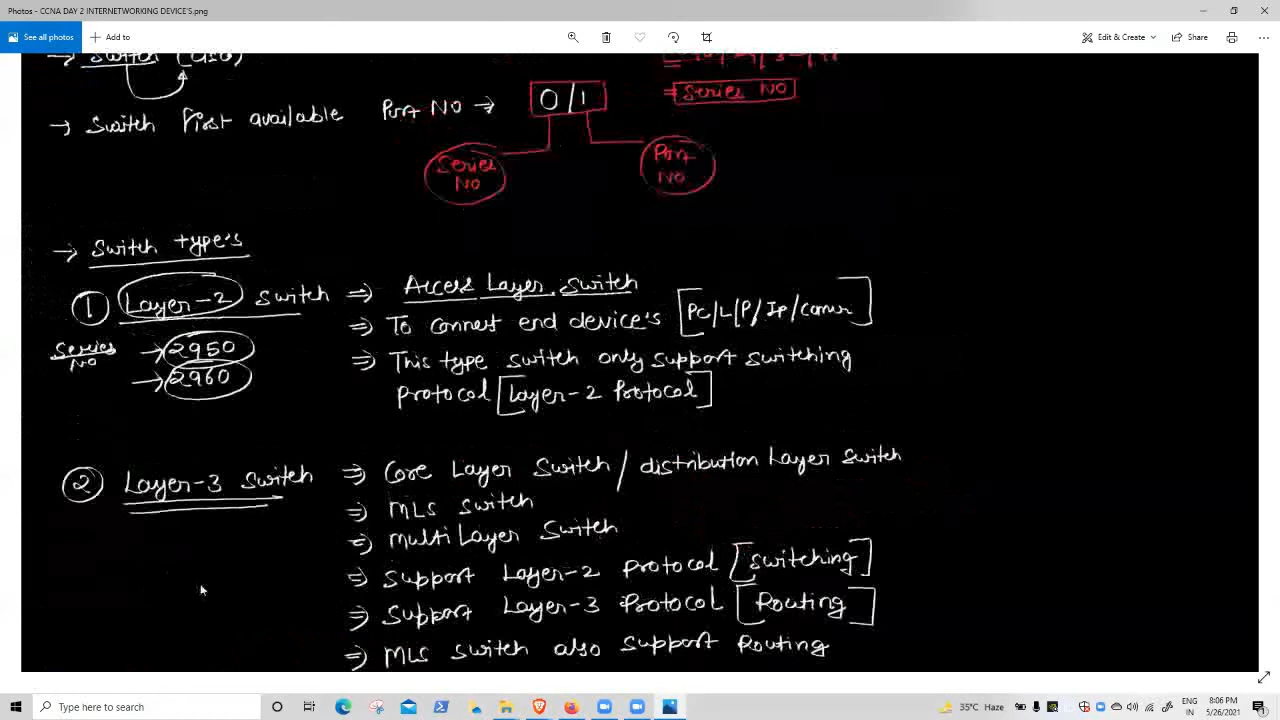 Photos - CCNA DAY 2 INTERNETWORKING DEVICE'S.png
See all photos
Add to
Edit & Create
Share
→ Switch
→ Switch First available Port NO → 0/1
⇒ Series NO
Series NO
Port NO
→ Switch type's
① Layer-2 switch ⇒ Access Layer switch
⇒ To connect end device's [PC/L/P/IP/
Series NO → 2950
→ 2960
⇒ This type switch only support switching
protocol [Layer-2 Protocol]
② Layer-3 switch ⇒ Core Layer Switch / distribution Layer switch
⇒ MLS switch
⇒ MultiLayer Switch
⇒ Support Layer-2 protocol [switching]
⇒ Support Layer-3 Protocol [Routing]
⇒ MLS switch also support Routing
Type here to search
35°C Haze
ENG
IN
8:06 PM
5/26/2021